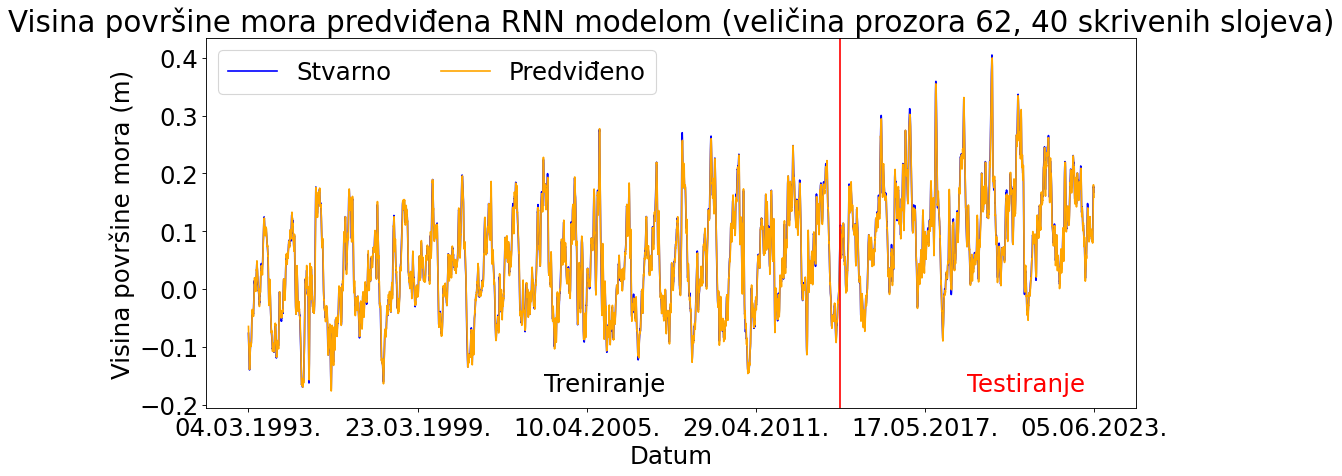 Visina površine mora predviđena RNN modelom (veličina prozora 62, 40 skrivenih slojeva)
Stvarno
Predviđeno
Visina površine mora (m)
0.4
0.3
0.2
0.1
0.0
−0.1
−0.2
Treniranje
Testiranje
04.03.1993.
23.03.1999.
10.04.2005.
29.04.2011.
17.05.2017.
05.06.2023.
Datum